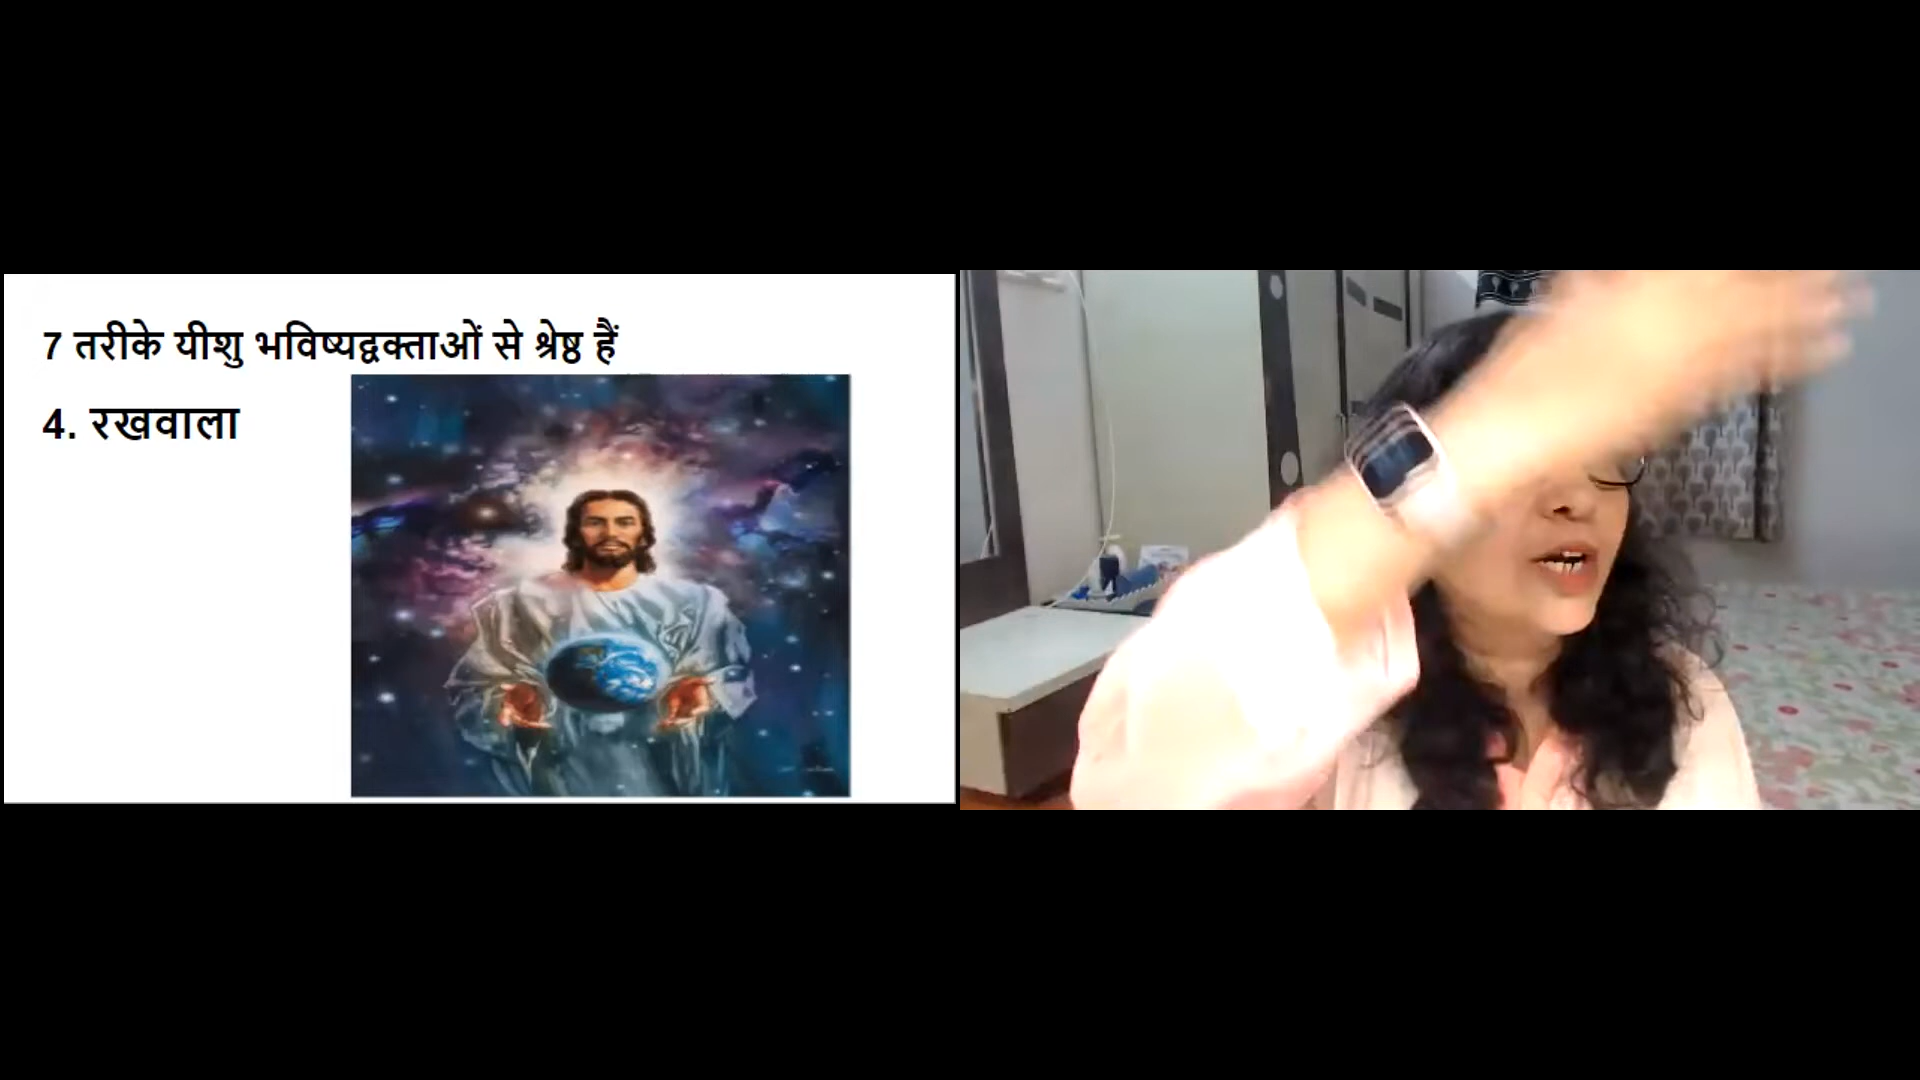 7 तरीके यीशु भविष्यद्वक्ताओं से श्रेष्ठ हैं
4. रखवाला